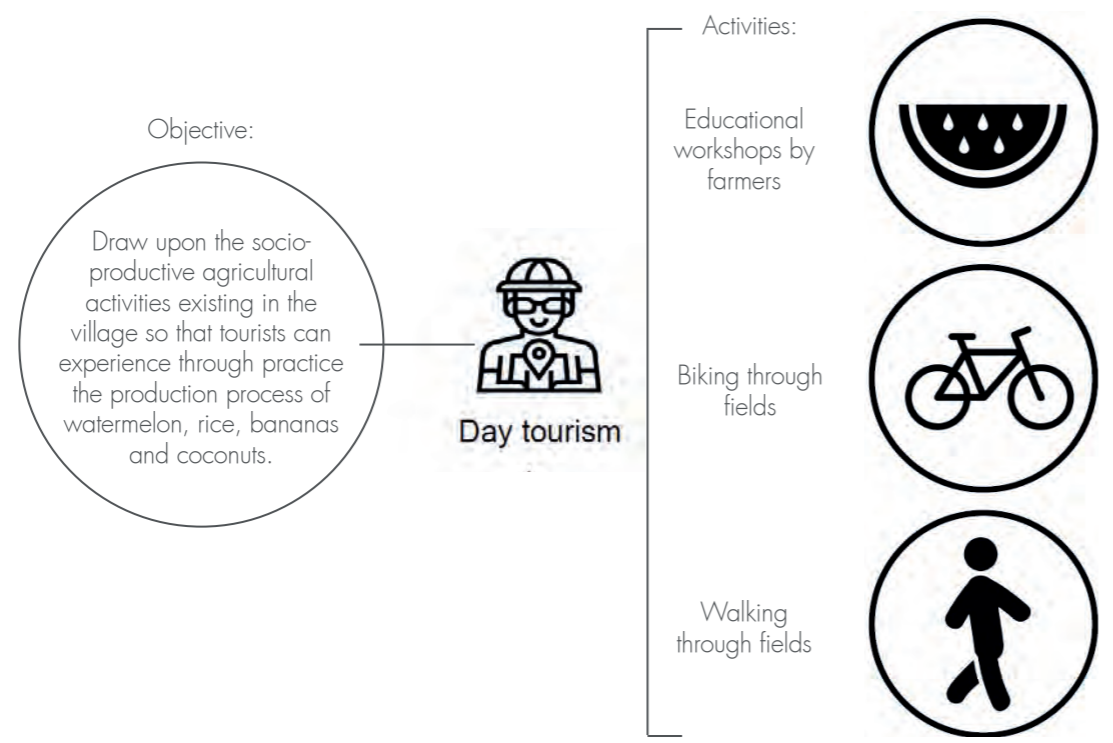 Objective:
Draw upon the socio-
productive agricultural
activities existing in the
village so that tourists can
experience through practice
the production process of
watermelon, rice, bananas
and coconuts.
Day tourism
Activities:
Educational
workshops by
farmers
Biking through
fields
Walking
through fields